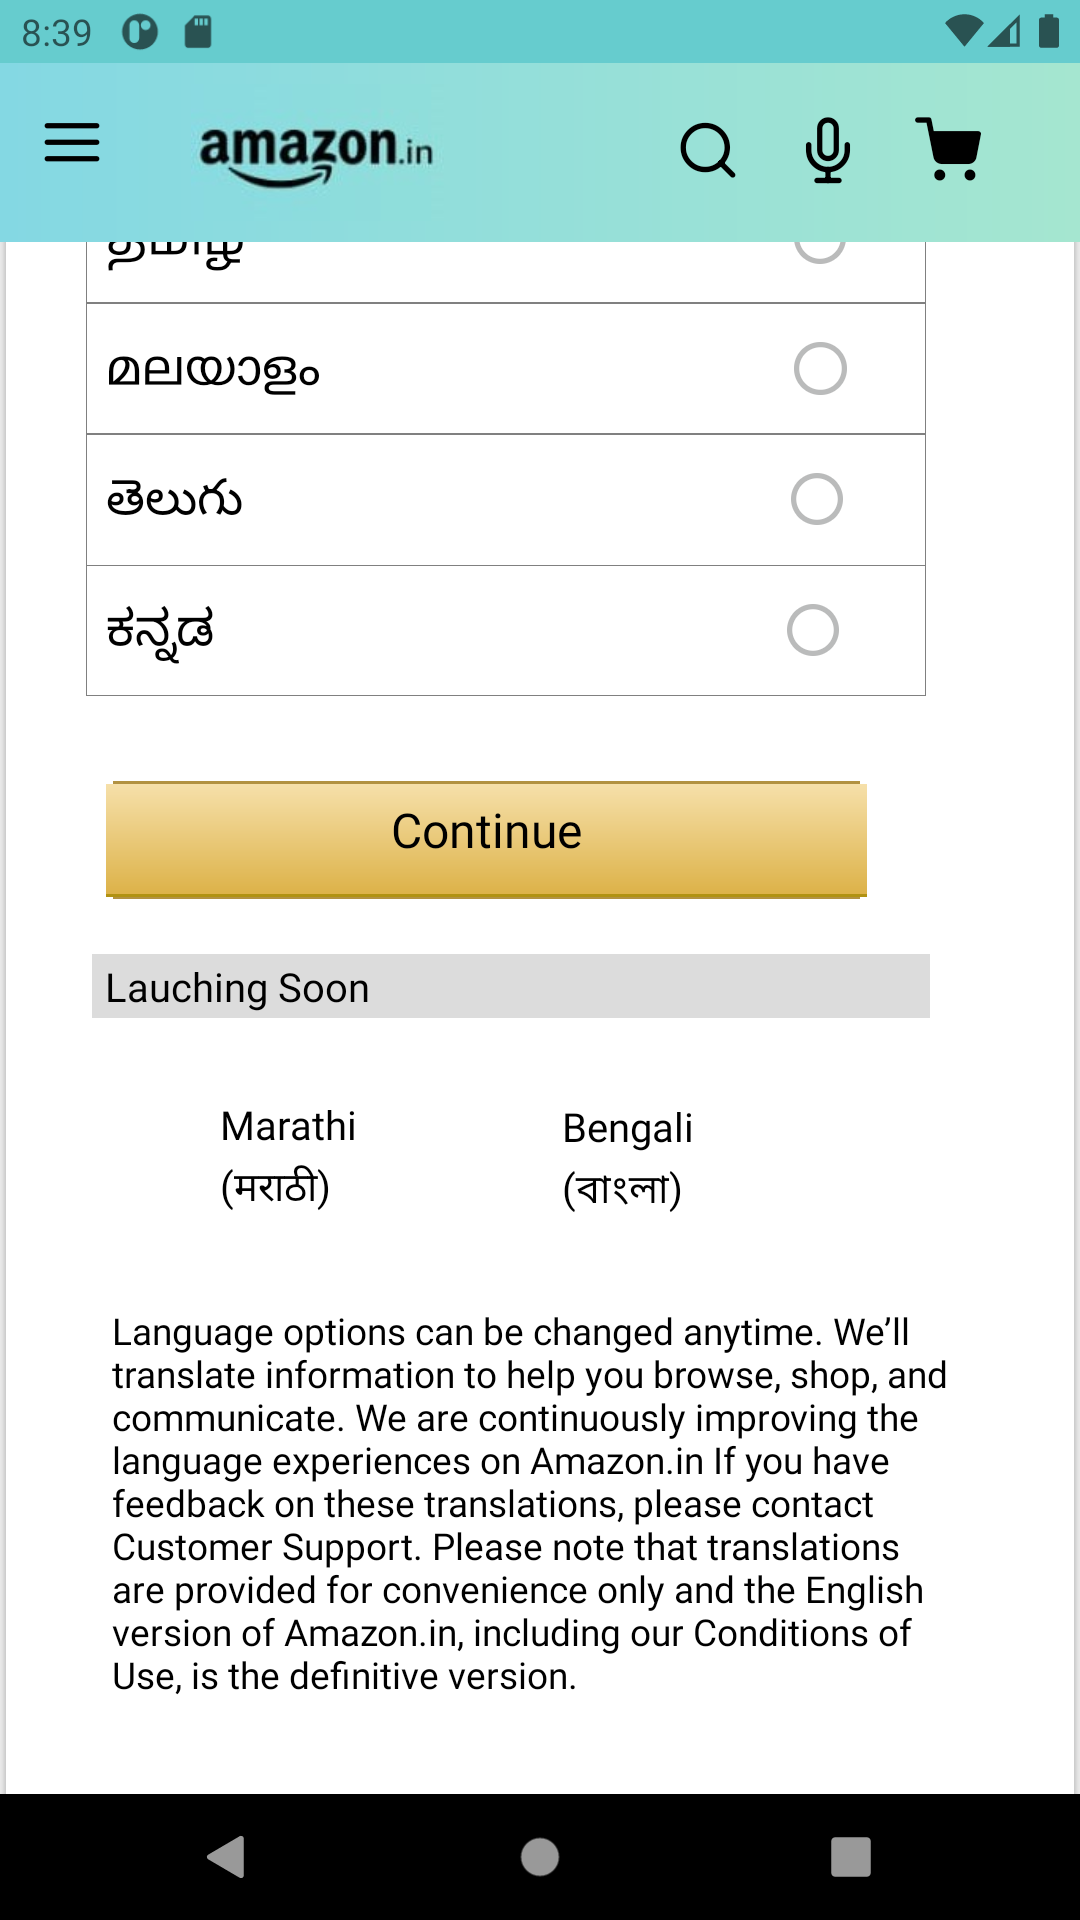 8:39
amazon.in
தமிழ்
മലയാളം
తెలుగు
ಕನ್ನಡ
Continue
Lauching Soon
Marathi
(मराठी)
Bengali
(বাংলা)
Language options can be changed anytime. We’ll
translate information to help you browse, shop, and
communicate. We are continuously improving the
language experiences on Amazon.in If you have
feedback on these translations, please contact
Customer Support. Please note that translations
are provided for convenience only and the English
version of Amazon.in, including our Conditions of
Use, is the definitive version.